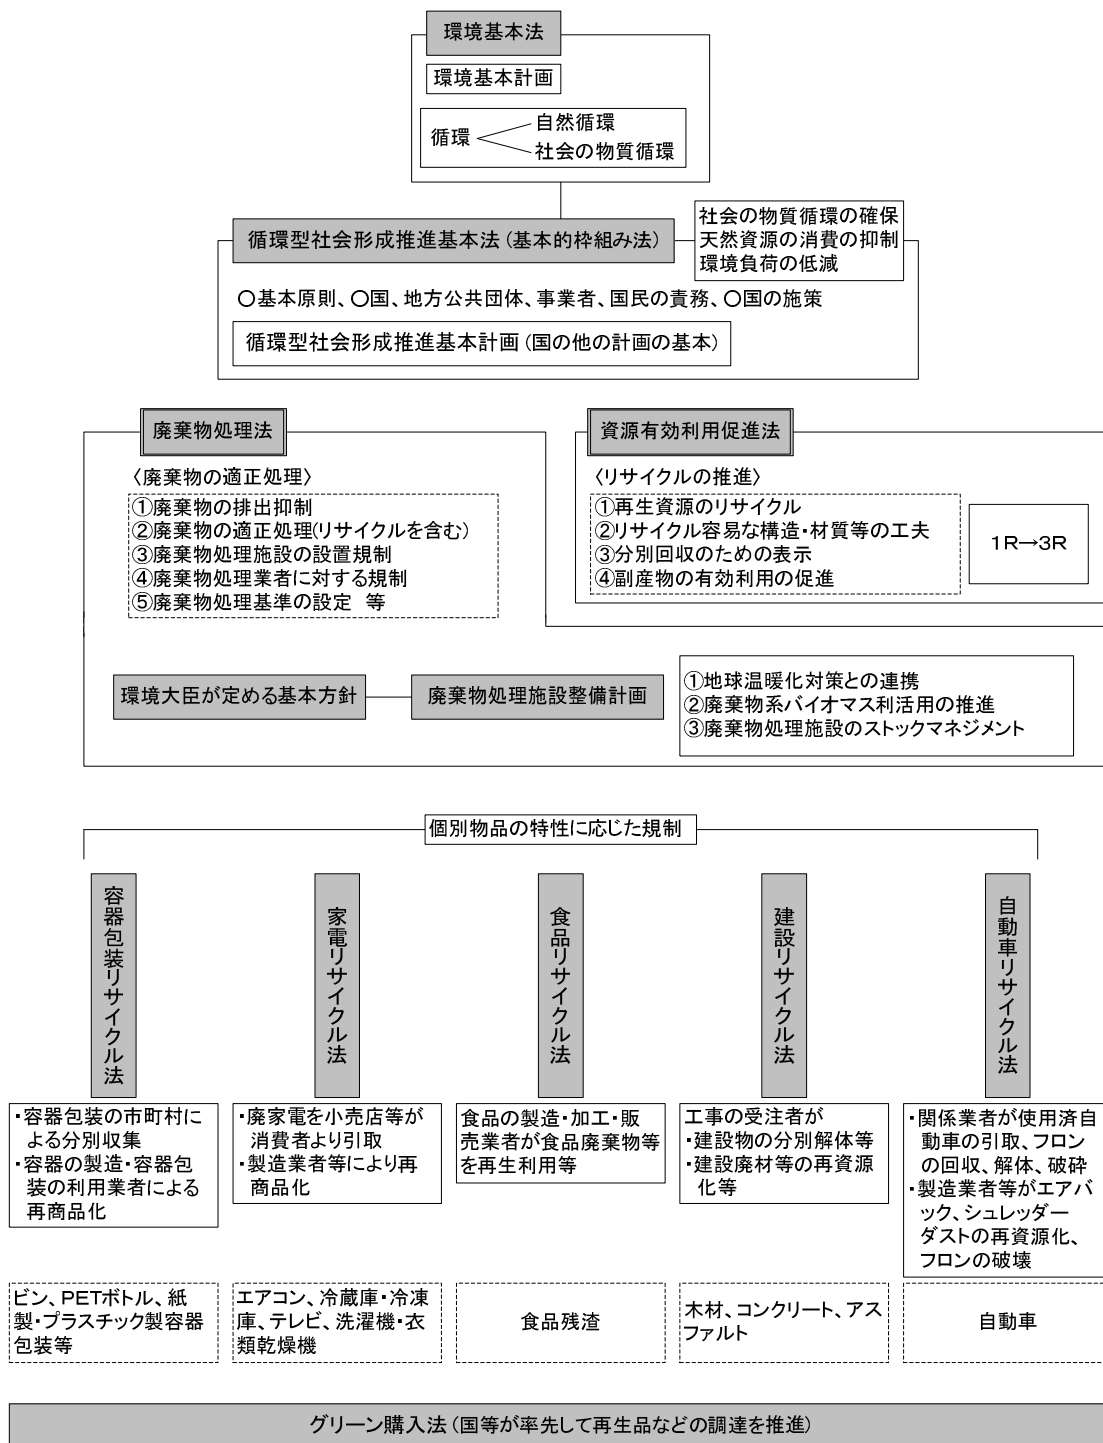 環境基本法
環境基本計画
循環
自然循環
社会の物質循環
循環型社会形成推進基本法(基本的枠組み法)
社会の物質循環の確保
天然資源の消費の抑制
環境負荷の低減
○基本原則、○国、地方公共団体、事業者、国民の責務、○国の施策
循環型社会形成推進基本計画(国の他の計画の基本)
廃棄物処理法
〈廃棄物の適正処理〉
①廃棄物の排出抑制
②廃棄物の適正処理(リサイクルを含む)
③廃棄物処理施設の設置規制
④廃棄物処理業者に対する規制
⑤廃棄物処理基準の設定 等
資源有効利用促進法
〈リサイクルの推進〉
①再生資源のリサイクル
②リサイクル容易な構造・材質等の工夫
③分別回収のための表示
④副産物の有効利用の促進
1R→3R
環境大臣が定める基本方針
廃棄物処理施設整備計画
①地球温暖化対策との連携
②廃棄物系バイオマス利活用の推進
③廃棄物処理施設のストックマネジメント
個別物品の特性に応じた規制
容器包装リサイクル法
家電リサイクル法
食品リサイクル法
建設リサイクル法
自動車リサイクル法
・容器包装の市町村に
よる分別収集
・容器の製造・容器包
装の利用業者による
再商品化
・廃家電を小売店等が
消費者より引取
・製造業者等により再
商品化
食品の製造・加工・販
売業者が食品廃棄物等
を再生利用等
工事の受注者が
・建設物の分別解体等
・建設廃材等の再資源
化等
・関係業者が使用済自
動車の引取、フロン
の回収、解体、破砕
・製造業者等がエアバ
ック、シュレッダー
ダストの再資源化、
フロンの破壊
ビン、PETボトル、紙
製・プラスチック製容器
包装等
エアコン、冷蔵庫・冷凍
庫、テレビ、洗濯機・衣
類乾燥機
食品残渣
木材、コンクリート、アス
ファルト
自動車
グリーン購入法(国等が率先して再生品などの調達を推進)